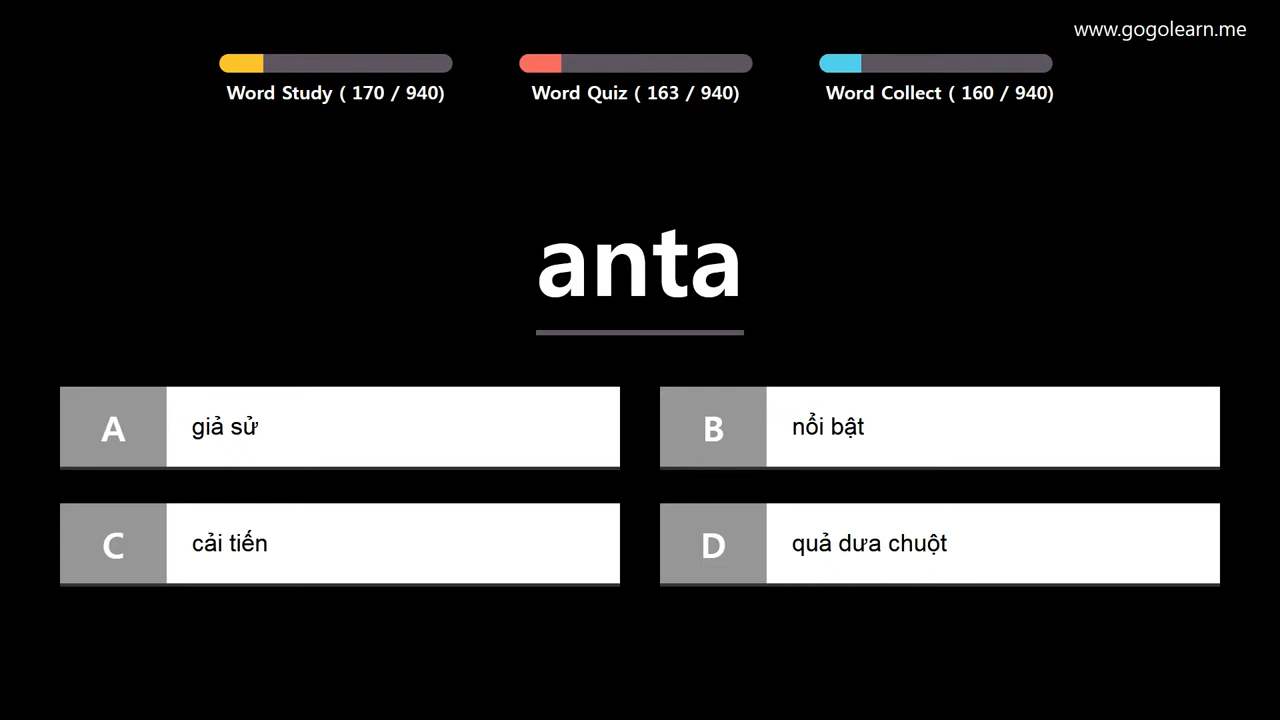 www.gogolearn.me
Word Study ( 170 / 940)
Word Quiz ( 163 / 940)
Word Collect ( 160 / 940)
anta
A giả sử
B nổi bật
C cải tiến
D quả dưa chuột